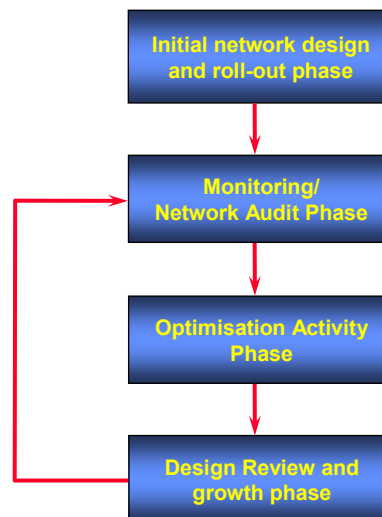 Initial network design
and roll-out phase
Monitoring/
Network Audit Phase
Optimisation Activity
Phase
Design Review and
growth phase